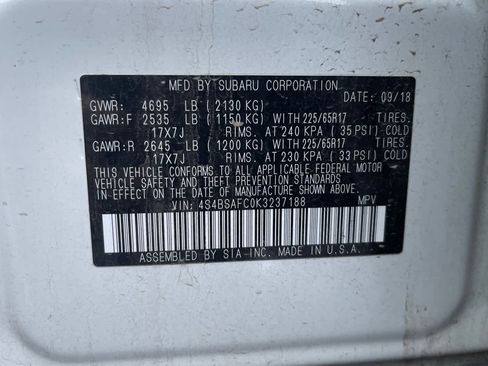 MFD BY SUBARU CORPORATION
GVWR: 4695 LB ( 2130 KG) DATE: 09/18
GAWR:F 2535 LB ( 1150 KG) WITH 225/65R17 TIRES.
17X7J RIMS. AT 240 KPA ( 35 PSI) COLD
GAWR:R 2645 LB ( 1200 KG) WITH 225/65R17 TIRES.
17X7J RIMS. AT 230 KPA ( 33 PSI) COLD
THIS VEHICLE CONFORMS TO ALL APPLICABLE FEDERAL MOTOR
VEHICLE SAFETY AND THEFT PREVENTION STANDARDS
IN EFFECT ON THE DATE OF MANUFACTURE SHOWN ABOVE.
VIN: 4S4BSAFC0K3237188 MPV
ASSEMBLED BY SIA-INC. MADE IN U.S.A.